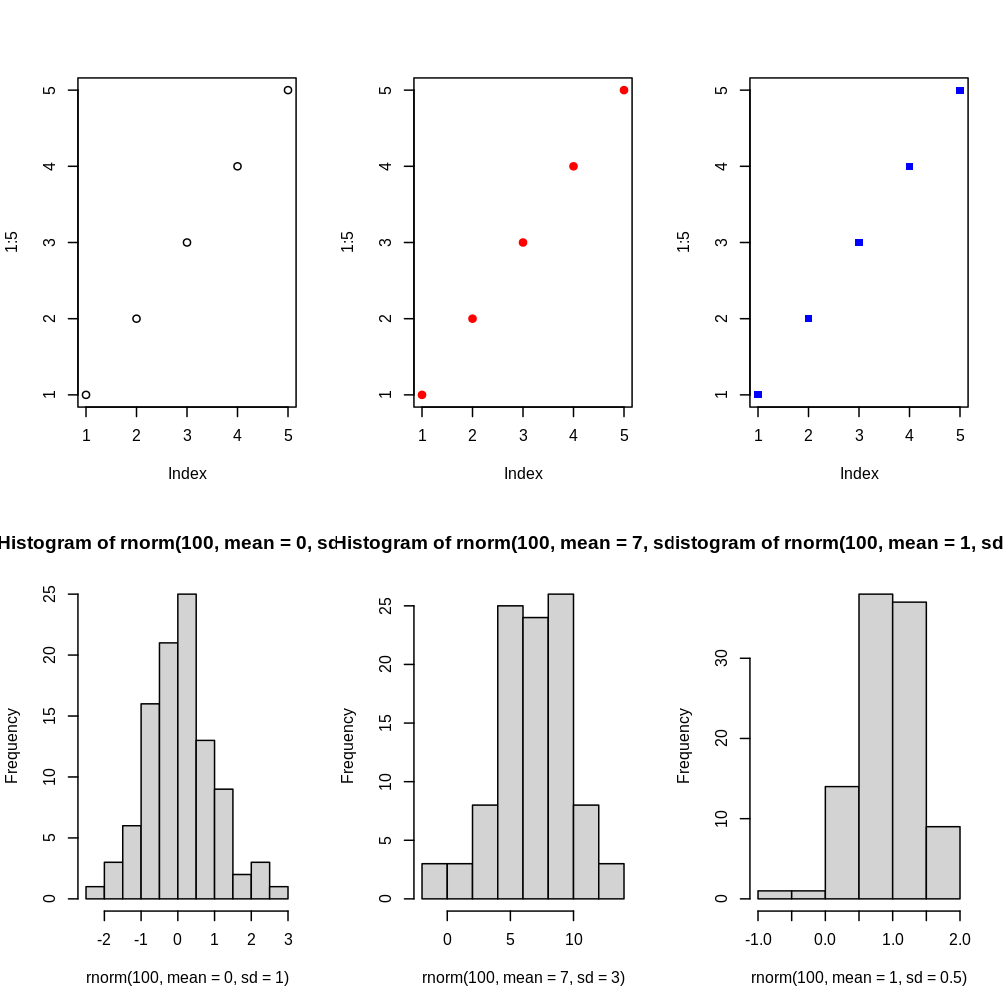 1:5
5
4
3
2
1
1 2 3 4 5
Index
1:5
5
4
3
2
1
1 2 3 4 5
Index
1:5
5
4
3
2
1
1 2 3 4 5
Index
Histogram of rnorm(100, mean = 0, sd
Frequency
25
20
15
10
5
0
-2 -1 0 1 2 3
rnorm(100, mean = 0, sd = 1)
Histogram of rnorm(100, mean = 7, sd
Frequency
25
20
15
10
5
0
0 5 10
rnorm(100, mean = 7, sd = 3)
istogram of rnorm(100, mean = 1, sd
Frequency
30
20
10
0
-1.0 0.0 1.0 2.0
rnorm(100, mean = 1, sd = 0.5)